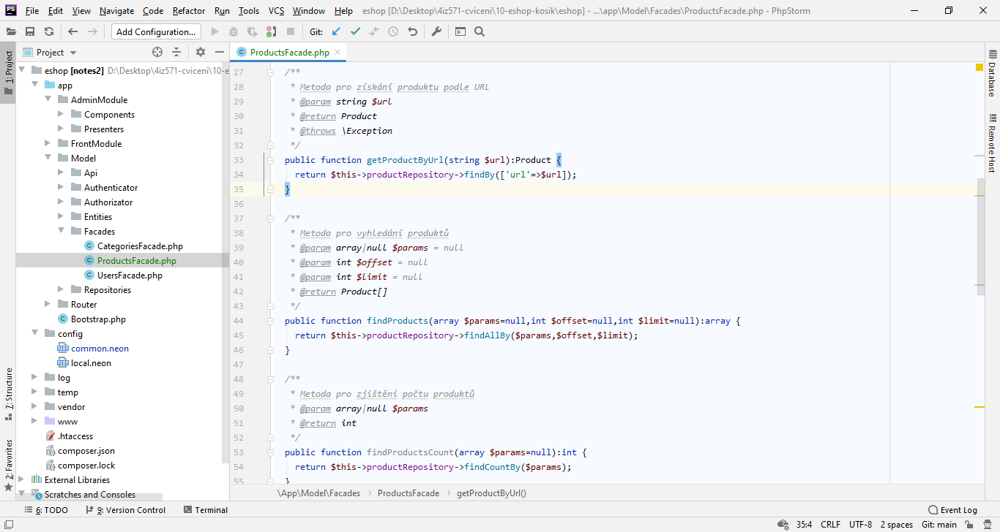 PS File Edit View Navigate Code Refactor Run Tools VCS Window Help eshop [D:\Desktop\4iz571-cviceni\10-eshop-kosik\eshop] - ...\app\Model\Facades\ProductsFacade.php - PhpStorm
Add Configuration... Git:
1: Project
7: Structure
2: Favorites
Project
eshop [notes2] D:\Desktop\4iz571-cviceni\10-e
app
AdminModule
Components
Presenters
FrontModule
Model
Api
Authenticator
Authorizator
Entities
Facades
CategoriesFacade.php
ProductsFacade.php
UsersFacade.php
Repositories
Router
Bootstrap.php
config
common.neon
local.neon
log
temp
vendor
www
.htaccess
composer.json
composer.lock
External Libraries
Scratches and Consoles
ProductsFacade.php
27 /**
28 * Metoda pro získání produktu podle URL
29 * @param string $url
30 * @return Product
31 * @throws \Exception
32 */
33 public function getProductByUrl(string $url):Product {
34 return $this->productRepository->findBy(['url'=>$url]);
35 }
36
37 /**
38 * Metoda pro vyhledání produktů
39 * @param array|null $params = null
40 * @param int $offset = null
41 * @param int $limit = null
42 * @return Product[]
43 */
44 public function findProducts(array $params=null,int $offset=null,int $limit=null):array {
45 return $this->productRepository->findAllBy($params,$offset,$limit);
46 }
47
48 /**
49 * Metoda pro zjištění počtu produktů
50 * @param array|null $params
51 * @return int
52 */
53 public function findProductsCount(array $params=null):int {
54 return $this->productRepository->findCountBy($params);
55 }
\App\Model\Facades › ProductsFacade › getProductByUrl()
Database
Remote Host
6: TODO 9: Version Control Terminal Event Log
35:4 CRLF UTF-8 2 spaces Git: main